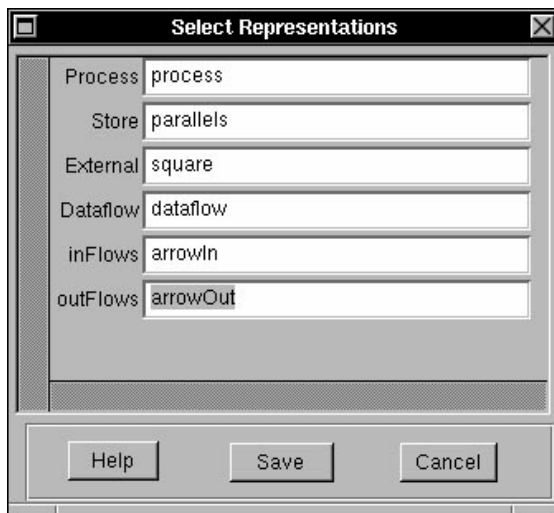 Select Representations
Process process
Store parallels
External square
Dataflow dataflow
inFlows arrowIn
outFlows arrowOut
Help Save Cancel